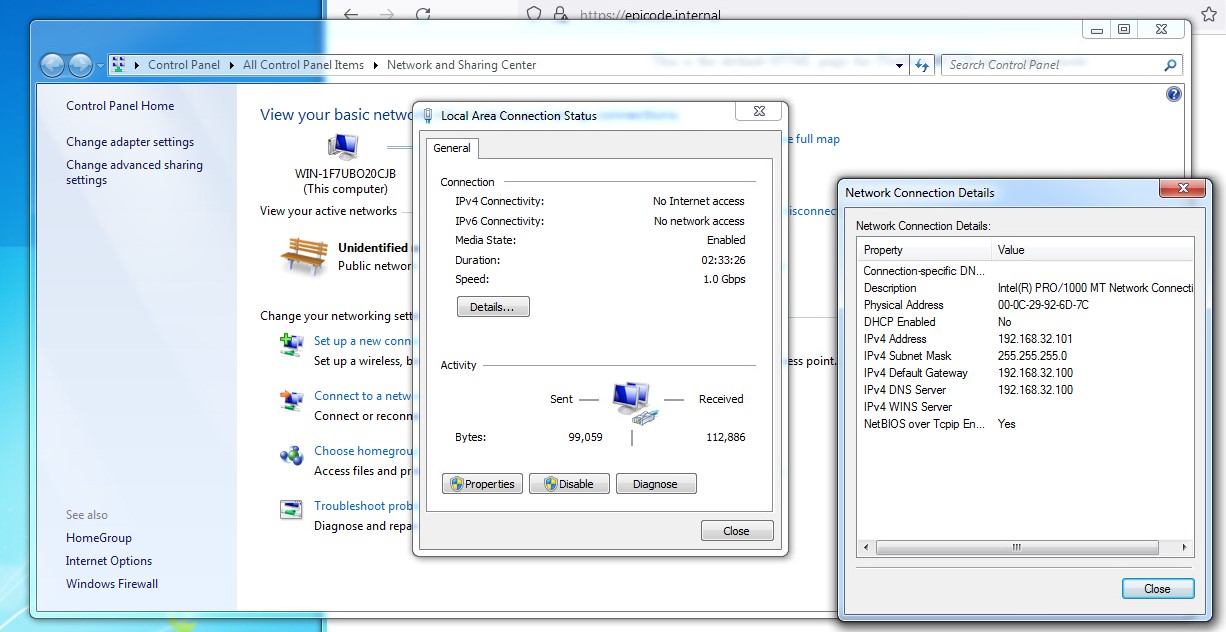 https://epicode.internal
Control Panel ▸ All Control Panel Items ▸ Network and Sharing Center
Search Control Panel
Control Panel Home
Change adapter settings
Change advanced sharing
settings
See also
HomeGroup
Internet Options
Windows Firewall
View your basic netwo
e full map
WIN-1F7UBO20CJB
(This computer)
View your active networks
isconnect
Unidentified
Public networ
Change your networking sett
Set up a new conn
Set up a wireless, b
ess point.
Connect to a netw
Connect or reconn
Choose homegrou
Access files and pr
Troubleshoot prob
Diagnose and repa
Local Area Connection Status
General
Connection
IPv4 Connectivity: No Internet access
IPv6 Connectivity: No network access
Media State: Enabled
Duration: 02:33:26
Speed: 1.0 Gbps
Details...
Activity
Sent Received
Bytes: 99,059 112,886
Properties Disable Diagnose
Close
Network Connection Details
Network Connection Details:
Property Value
Connection-specific DN...
Description Intel(R) PRO/1000 MT Network Connecti
Physical Address 00-0C-29-92-6D-7C
DHCP Enabled No
IPv4 Address 192.168.32.101
IPv4 Subnet Mask 255.255.255.0
IPv4 Default Gateway 192.168.32.100
IPv4 DNS Server 192.168.32.100
IPv4 WINS Server
NetBIOS over Tcpip En... Yes
Close